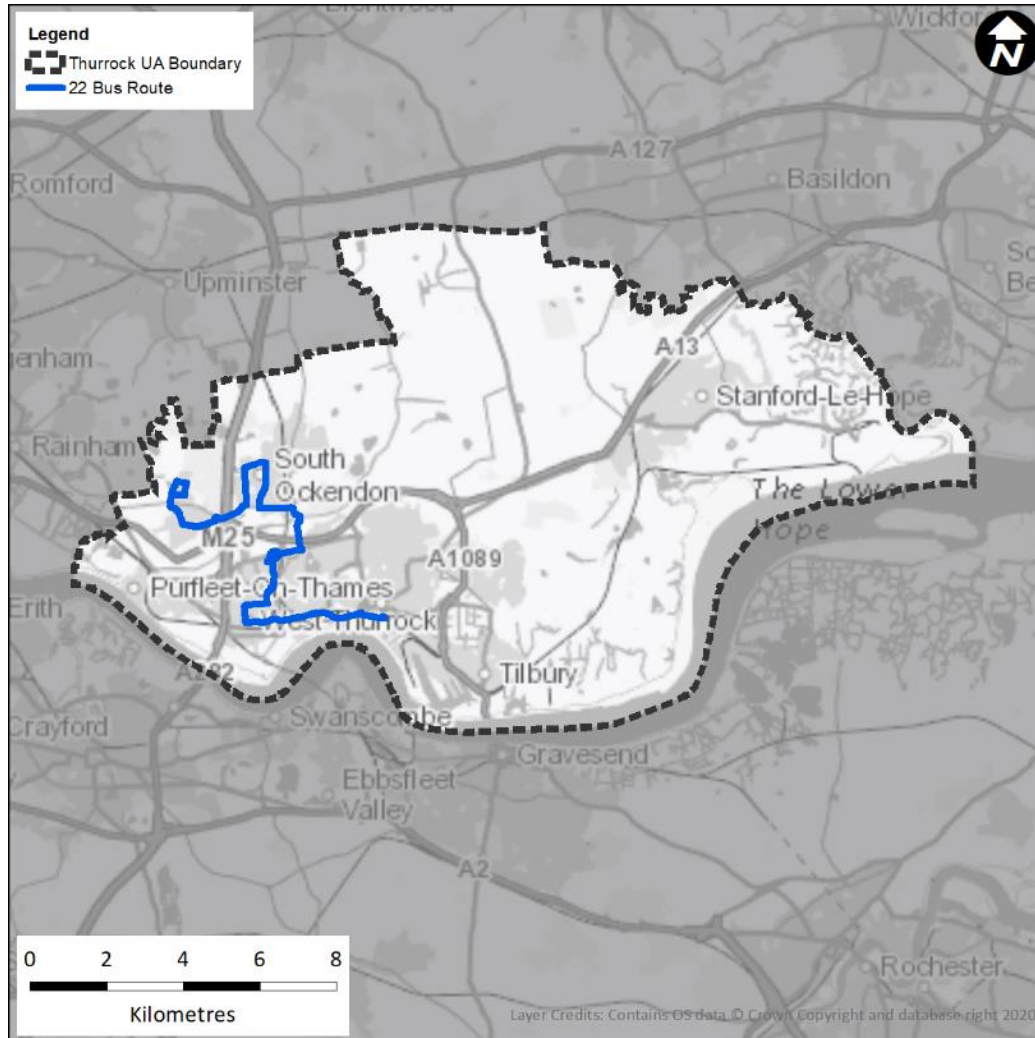 Brentwood
Wickford
Legend
Thurrock UA Boundary
22 Bus Route
N
A127
Romford
Basildon
Upminster
A13
Stanford-Le-Hope
Rainham
South
Ockendon
The Lower
Hope
M25
A1089
Purfleet-On-Thames
Erith
West Thurrock
Tilbury
Swanscombe
Crayford
Gravesend
Ebbsfleet
Valley
A2
0 2 4 6 8
Kilometres
Rochester
Layer Credits: Contains OS data © Crown Copyright and database right 2020